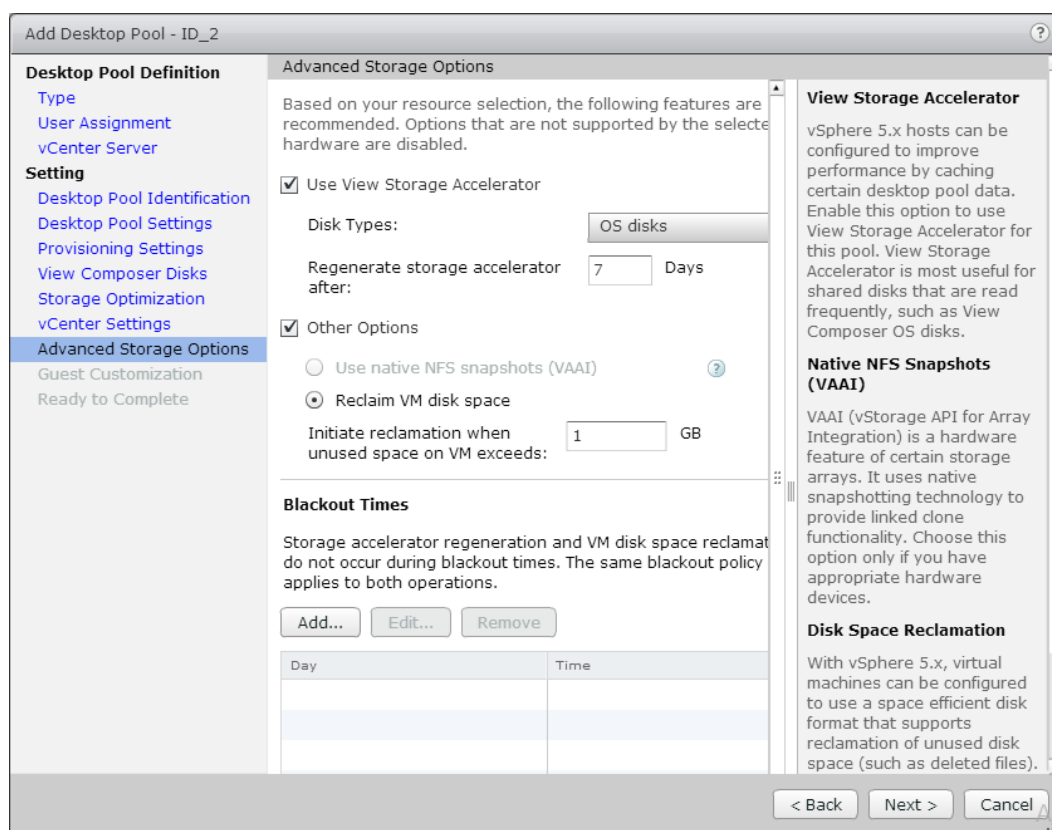 Add Desktop Pool - ID_2
?
Desktop Pool Definition
Type
User Assignment
vCenter Server
Setting
Desktop Pool Identification
Desktop Pool Settings
Provisioning Settings
View Composer Disks
Storage Optimization
vCenter Settings
Advanced Storage Options
Guest Customization
Ready to Complete
Advanced Storage Options
Based on your resource selection, the following features are
recommended. Options that are not supported by the selecte
hardware are disabled.
Use View Storage Accelerator
Disk Types:
OS disks
Regenerate storage accelerator
after:
7
Days
Other Options
Use native NFS snapshots (VAAI)
?
Reclaim VM disk space
Initiate reclamation when
unused space on VM exceeds:
1
GB
Blackout Times
Storage accelerator regeneration and VM disk space reclamat
do not occur during blackout times. The same blackout policy
applies to both operations.
Add...
Edit...
Remove
Day
Time
View Storage Accelerator
vSphere 5.x hosts can be
configured to improve
performance by caching
certain desktop pool data.
Enable this option to use
View Storage Accelerator for
this pool. View Storage
Accelerator is most useful for
shared disks that are read
frequently, such as View
Composer OS disks.
Native NFS Snapshots
(VAAI)
VAAI (vStorage API for Array
Integration) is a hardware
feature of certain storage
arrays. It uses native
snapshotting technology to
provide linked clone
functionality. Choose this
option only if you have
appropriate hardware
devices.
Disk Space Reclamation
With vSphere 5.x, virtual
machines can be configured
to use a space efficient disk
format that supports
reclamation of unused disk
space (such as deleted files).
< Back
Next >
Cancel